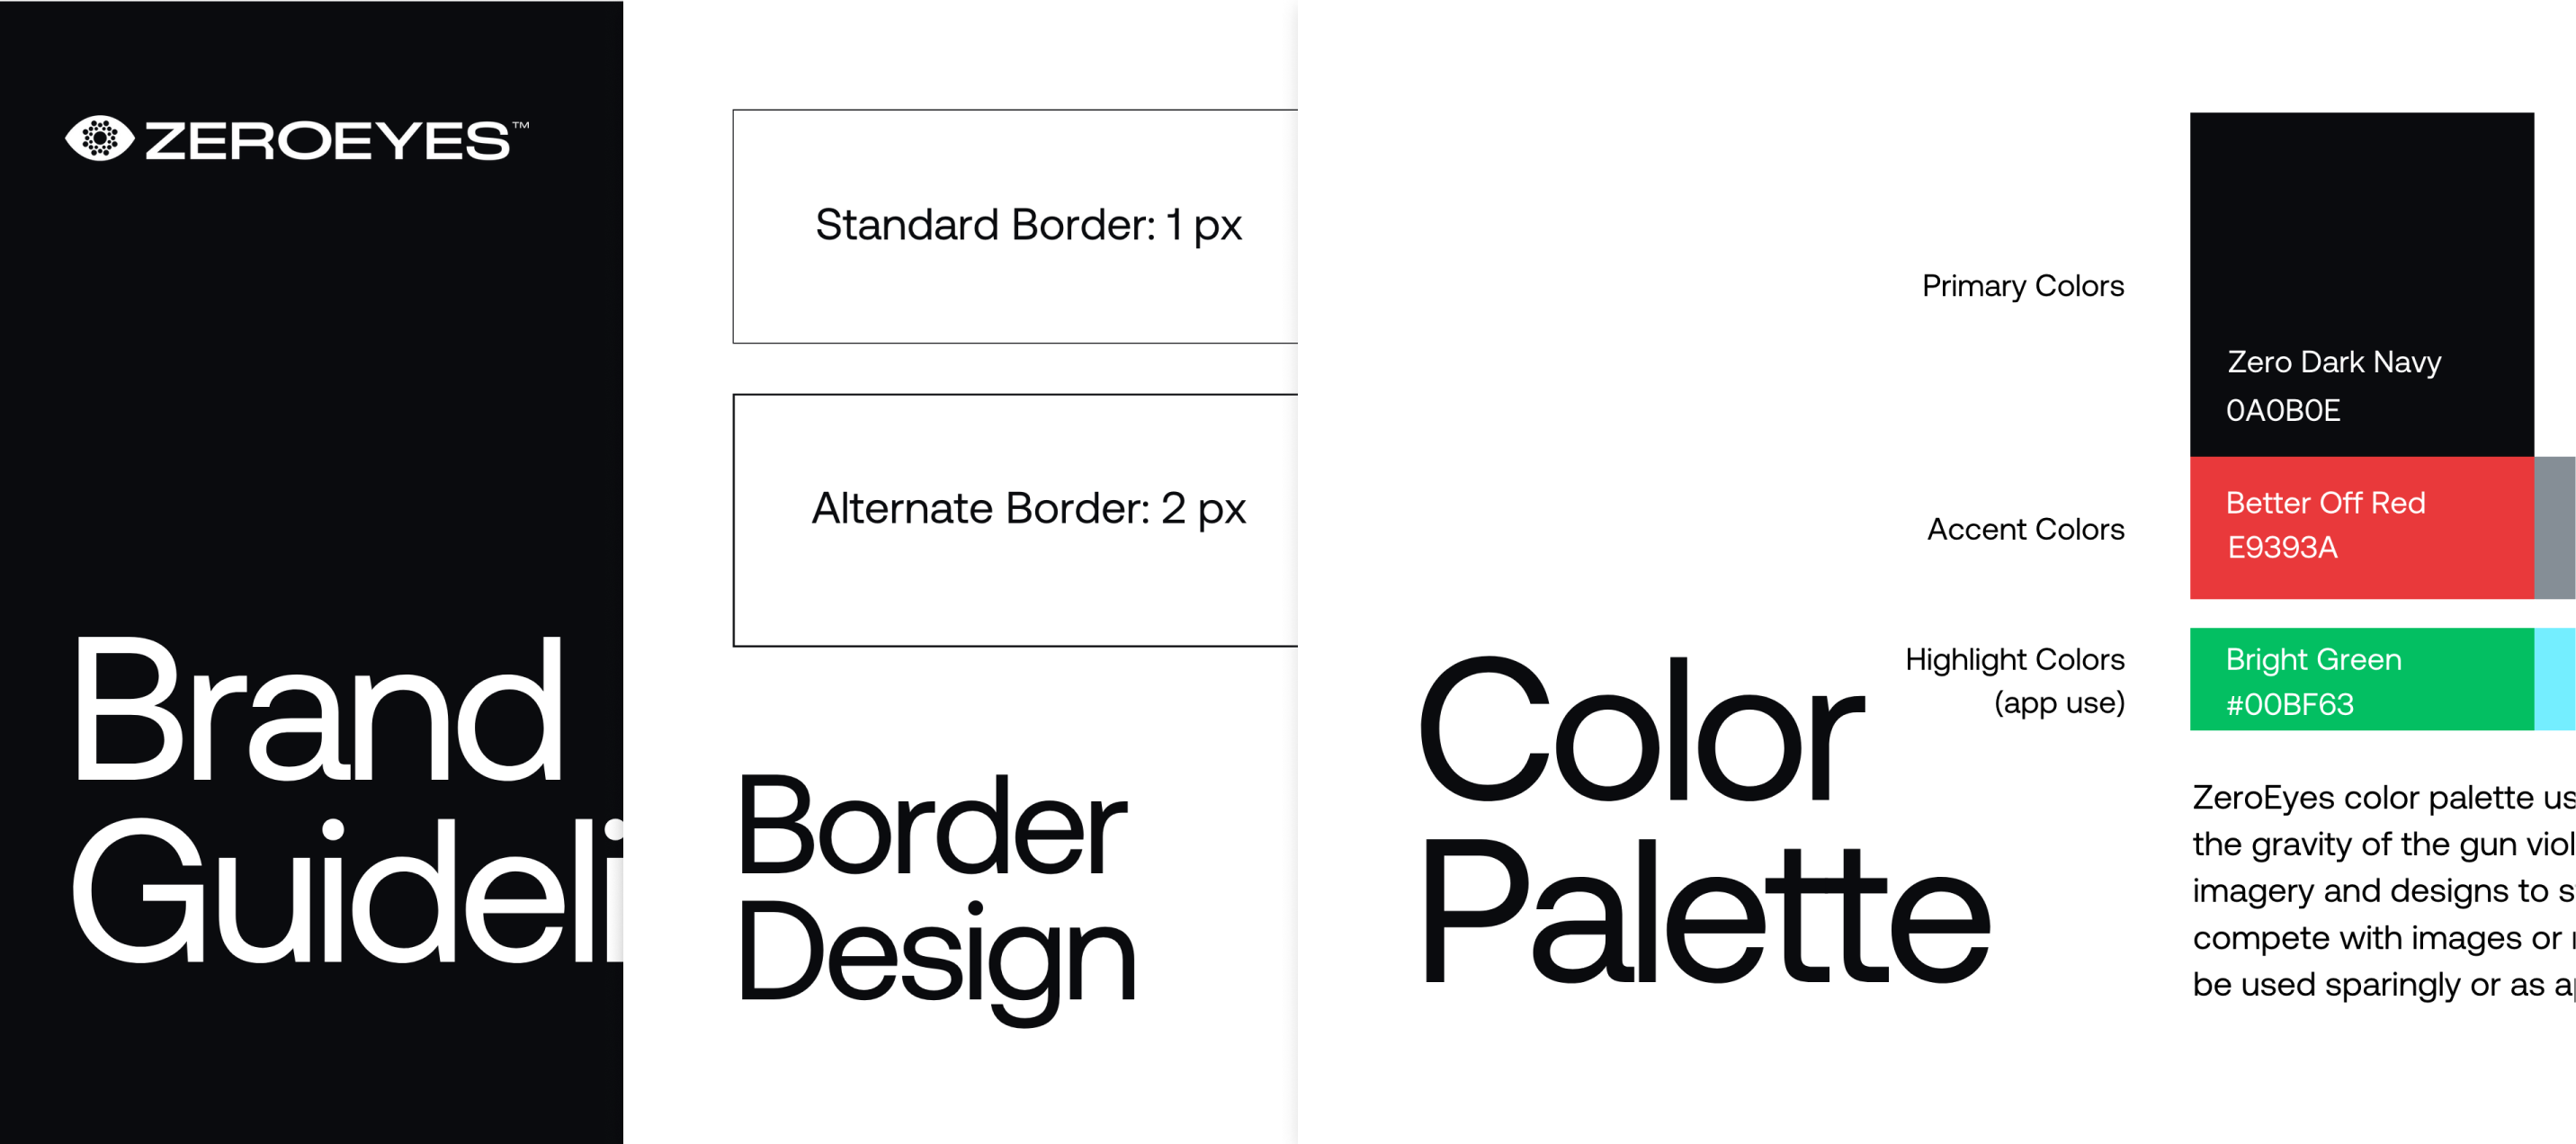 ZEROEYES™
Brand
Guideli
Standard Border: 1 px
Alternate Border: 2 px
Border
Design
Color
Palette
Primary Colors
Accent Colors
Highlight Colors
(app use)
Zero Dark Navy
0A0B0E
Better Off Red
E9393A
Bright Green
#00BF63
ZeroEyes color palette us
the gravity of the gun viol
imagery and designs to s
compete with images or
be used sparingly or as a